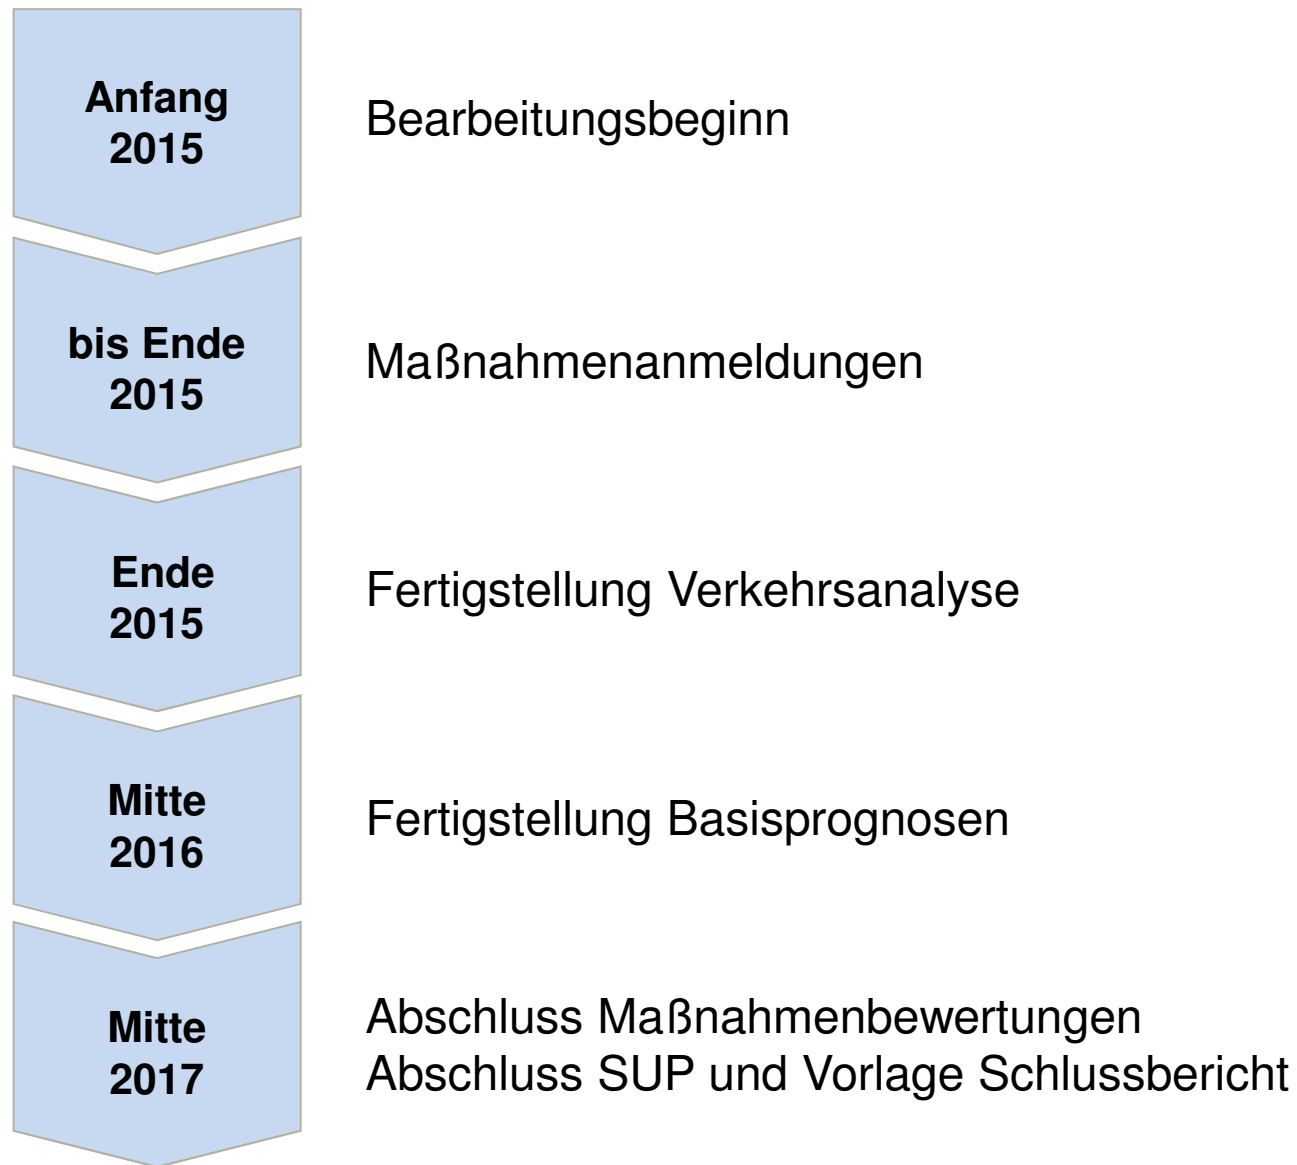 Anfang
2015
Bearbeitungsbeginn
bis Ende
2015
Maßnahmenanmeldungen
Ende
2015
Fertigstellung Verkehrsanalyse
Mitte
2016
Fertigstellung Basisprognosen
Mitte
2017
Abschluss Maßnahmenbewertungen
Abschluss SUP und Vorlage Schlussbericht